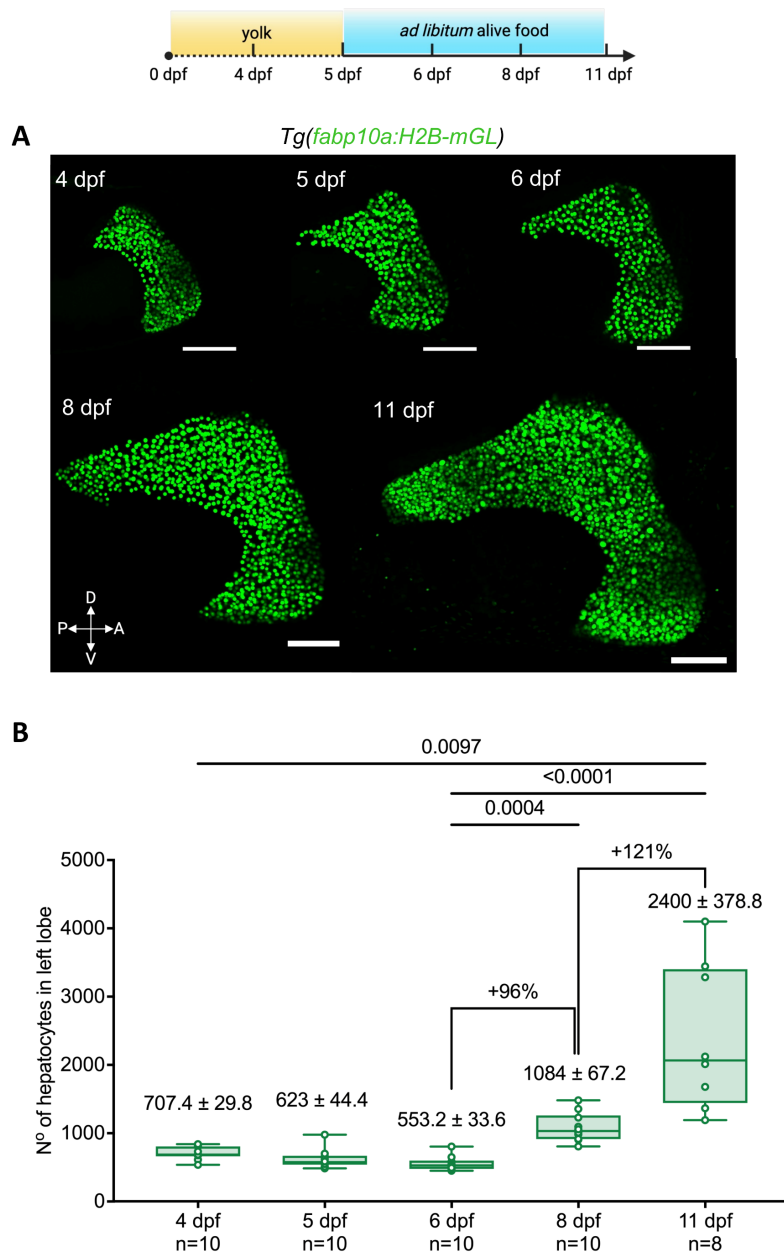 yolk
ad libitum alive food
0 dpf 4 dpf 5 dpf 6 dpf 8 dpf 11 dpf
A
Tg(fabp10a:H2B-mGL)
4 dpf 5 dpf 6 dpf
8 dpf 11 dpf
D
P A
V
B
0.0097
<0.0001
0.0004
+121%
2400 ± 378.8
+96%
1084 ± 67.2
707.4 ± 29.8 623 ± 44.4 553.2 ± 33.6
Nº of hepatocytes in left lobe
5000
4000
3000
2000
1000
0
4 dpf 5 dpf 6 dpf 8 dpf 11 dpf
n=10 n=10 n=10 n=10 n=8